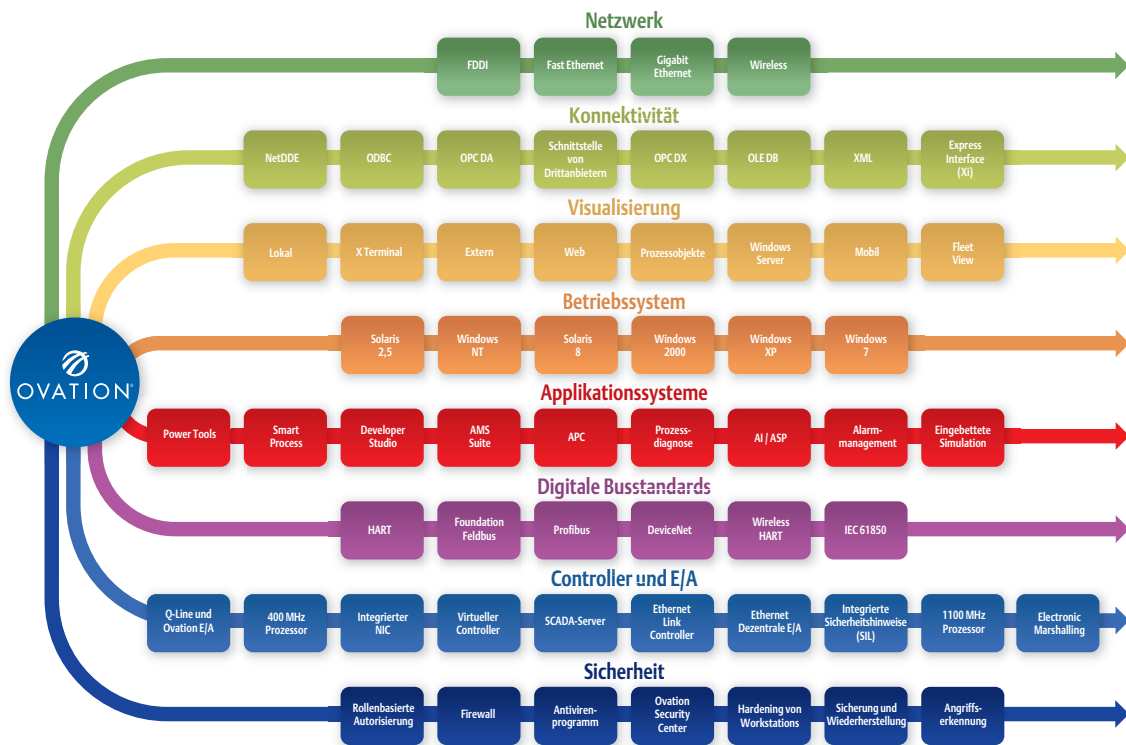 Netzwerk
FDDI
Fast Ethernet
Gigabit
Ethernet
Wireless
Konnektivität
NetDDE
ODBC
OPC DA
Schnittstelle
von
Drittanbietern
OPC DX
OLE DB
XML
Express
Interface
(Xi)
Visualisierung
Lokal
X Terminal
Extern
Web
Prozessobjekte
Windows
Server
Mobil
Fleet
View
Betriebssystem
Solaris
2,5
Windows
NT
Solaris
8
Windows
2000
Windows
XP
Windows
7
OVATION®
Applikationssysteme
Power Tools
Smart
Process
Developer
Studio
AMS
Suite
APC
Prozess-
diagnose
AI / ASP
Alarm-
management
Eingebettete
Simulation
Digitale Busstandards
HART
Foundation
Feldbus
Profibus
DeviceNet
Wireless
HART
IEC 61850
Controller und E/A
Q-Line und
Ovation E/A
400 MHz
Prozessor
Integrierter
NIC
Virtueller
Controller
SCADA-Server
Ethernet
Link
Controller
Ethernet
Dezentrale E/A
Integrierte
Sicherheitshinweise
(SIL)
1100 MHz
Prozessor
Electronic
Marshalling
Sicherheit
Rollenbasierte
Autorisierung
Firewall
Antiviren-
programm
Ovation
Security
Center
Hardening von
Workstations
Sicherung und
Wiederherstellung
Angriffs-
erkennung